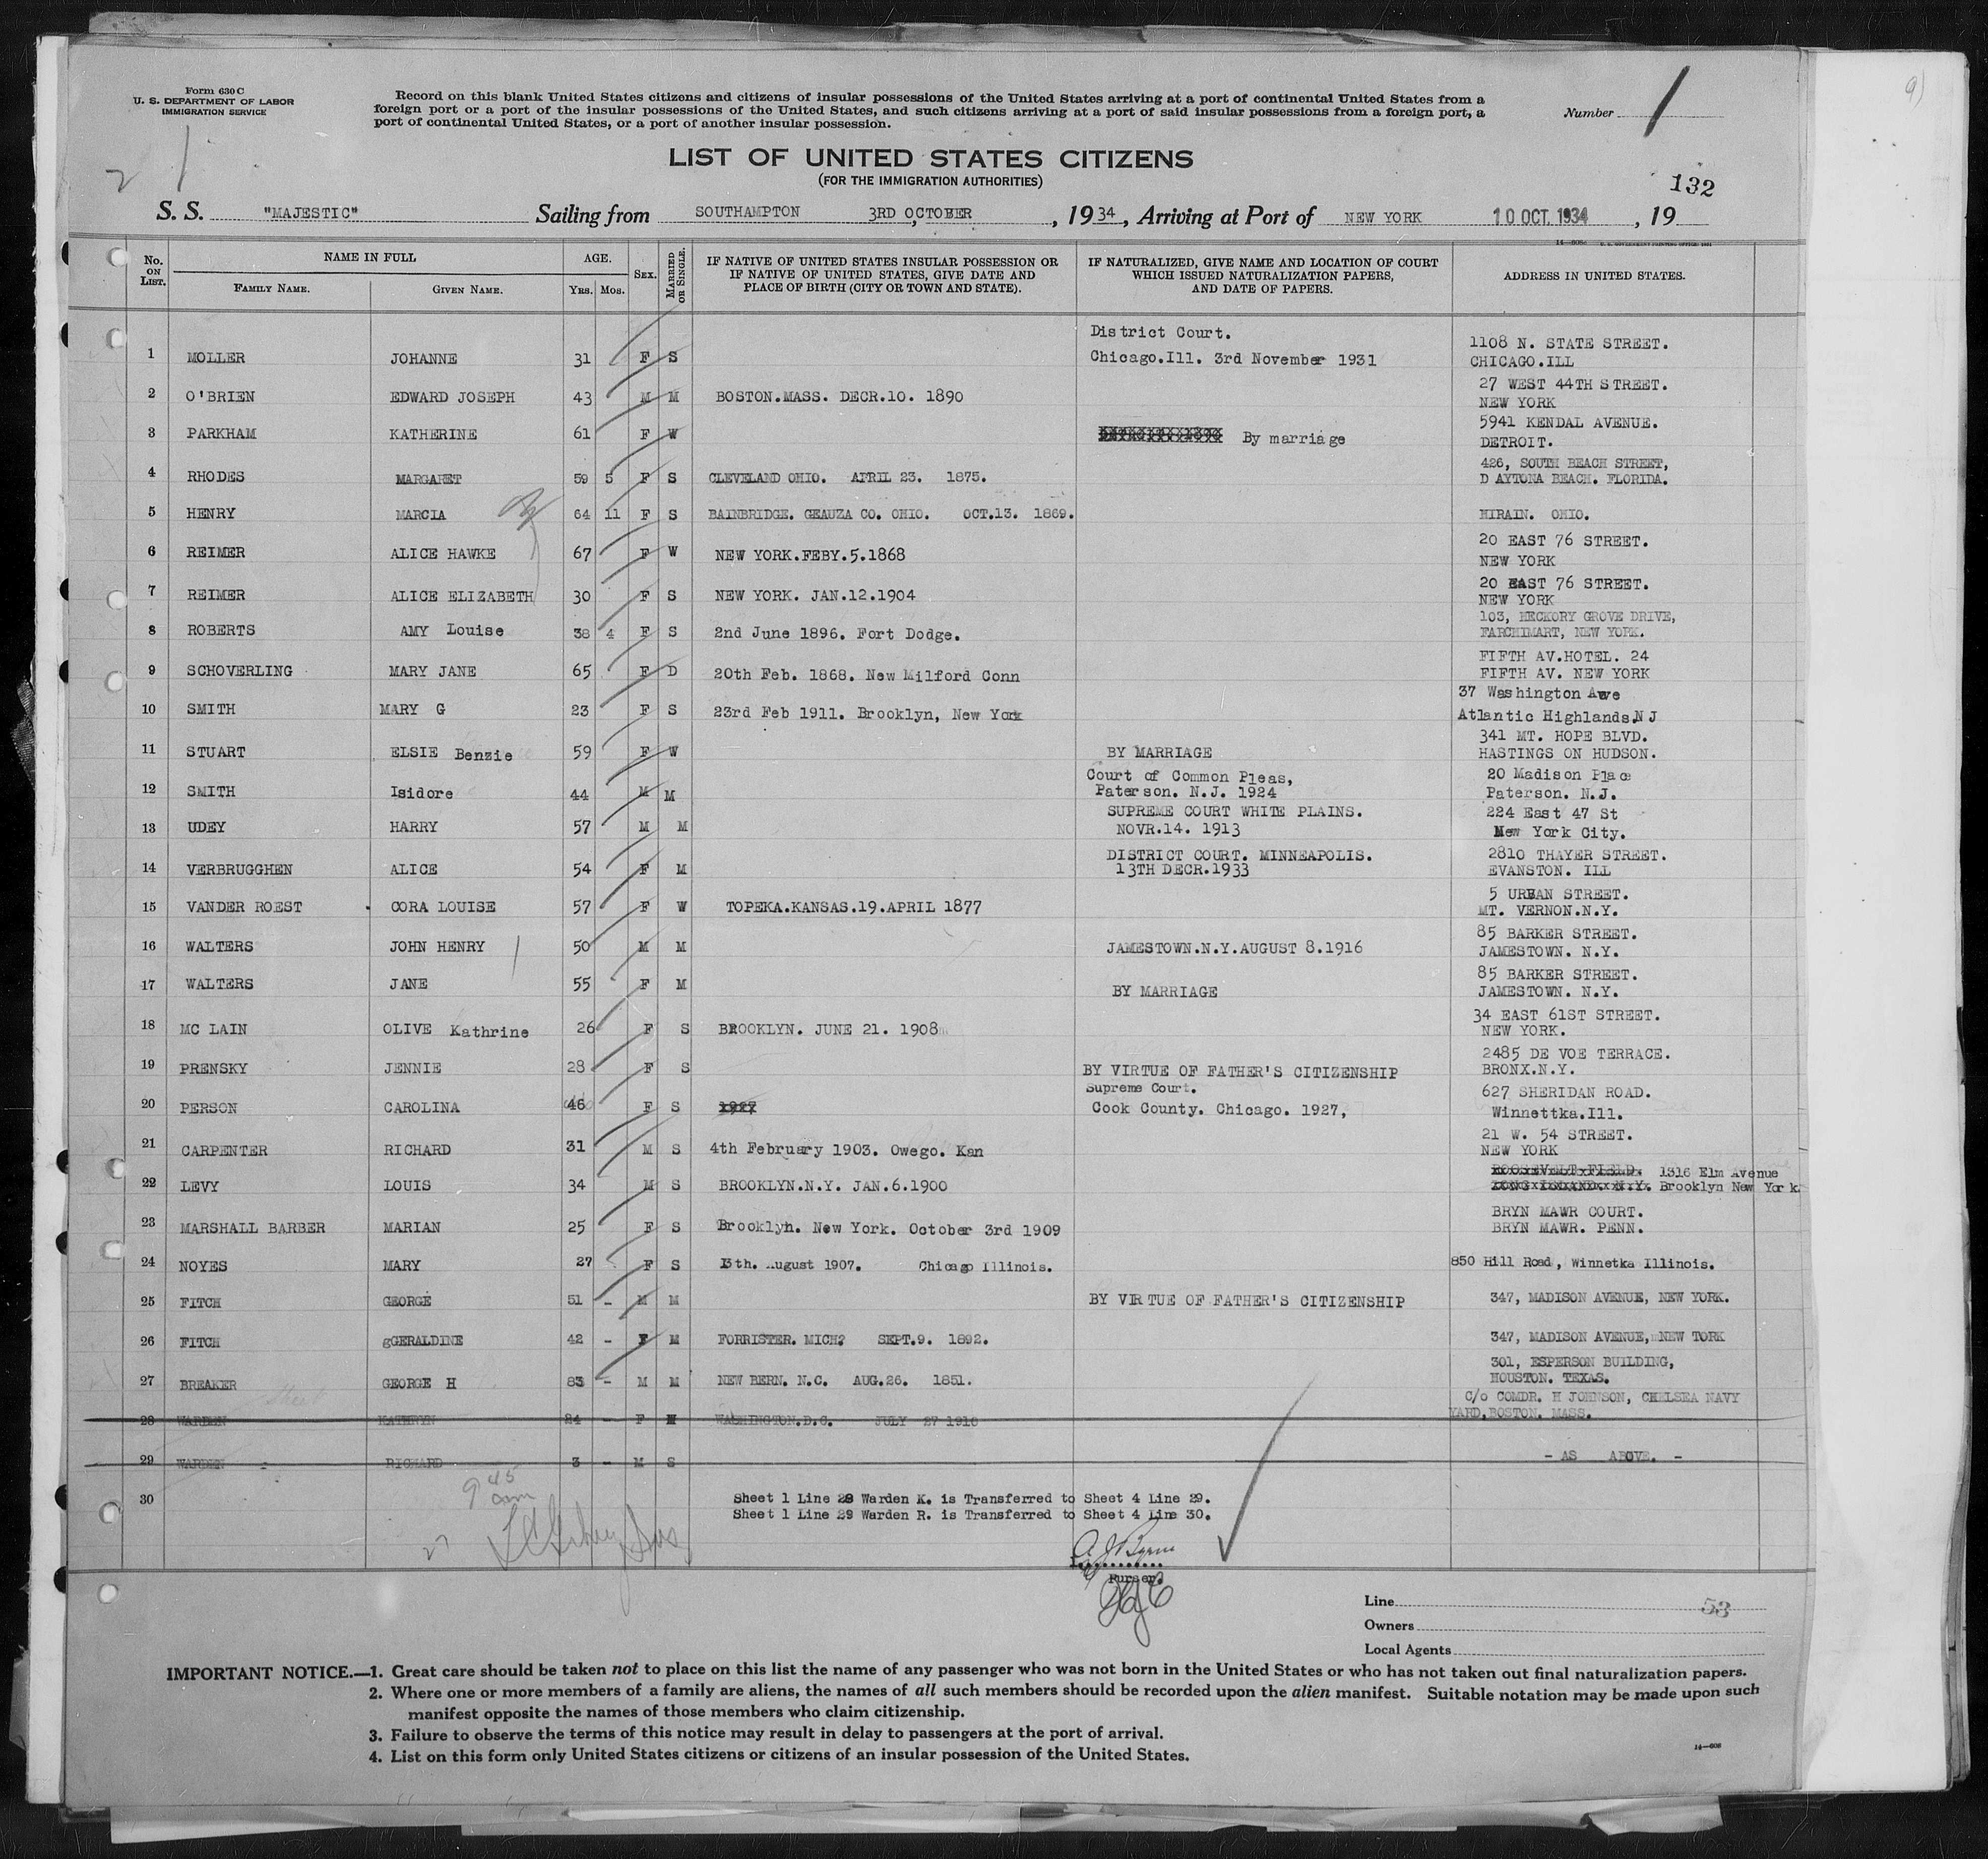 Form 630 C
U. S. DEPARTMENT OF LABOR
IMMIGRATION SERVICE
Record on this blank United States citizens and citizens of insular possessions of the United States arriving at a port of continental United States from a
foreign port or a port of the insular possessions of the United States, and such citizens arriving at a port of said insular possessions from a foreign port, a
port of continental United States, or a port of another insular possession.
Number 1
91
2 1
LIST OF UNITED STATES CITIZENS
(FOR THE IMMIGRATION AUTHORITIES)
132
S. S. "MAJESTIC" Sailing from SOUTHAMPTON 3RD OCTOBER, 1934, Arriving at Port of NEW YORK 10 OCT. 1934, 19
No. ON LIST. NAME IN FULL FAMILY NAME. GIVEN NAME. AGE. YRS. MOS. SEX. MARRIED OR SINGLE. IF NATIVE OF UNITED STATES INSULAR POSSESSION OR IF NATIVE OF UNITED STATES, GIVE DATE AND PLACE OF BIRTH (CITY OR TOWN AND STATE). IF NATURALIZED, GIVE NAME AND LOCATION OF COURT WHICH ISSUED NATURALIZATION PAPERS, AND DATE OF PAPERS. ADDRESS IN UNITED STATES.
1 MOLLER JOHANNE 31 F S District Court. Chicago.Ill. 3rd November 1931 1108 N. STATE STREET. CHICAGO.ILL
2 O'BRIEN EDWARD JOSEPH 43 M M BOSTON.MASS. DECR.10. 1890 27 WEST 44TH STREET. NEW YORK
3 PARKHAM KATHERINE 61 F W By marriage 5941 KENDAL AVENUE. DETROIT.
4 RHODES MARGARET 59 5 F S CLEVELAND OHIO. APRIL 23. 1875. 426, SOUTH BEACH STREET, D AYTONA BEACH. FLORIDA.
5 HENRY MARCIA 64 11 F S BAINBRIDGE. GEAUZA CO. OHIO. OCT.13. 1869. HIRAIN. OHIO.
6 REIMER ALICE HAWKE 67 F W NEW YORK.FEBY.5.1868 20 EAST 76 STREET. NEW YORK
7 REIMER ALICE ELIZABETH 30 F S NEW YORK. JAN.12.1904 20 EAST 76 STREET. NEW YORK
8 ROBERTS AMY Louise 38 4 F S 2nd June 1896. Fort Dodge. 103, HECKORY GROVE DRIVE, FARCHIMART, NEW YORK.
9 SCHOVERLING MARY JANE 65 F D 20th Feb. 1868. New Milford Conn FIFTH AV.HOTEL. 24 FIFTH AV. NEW YORK
10 SMITH MARY G 23 F S 23rd Feb 1911. Brooklyn, New York 37 Washington Ave Atlantic Highlands,NJ
11 STUART ELSIE Benzie 59 F W BY MARRIAGE 341 MT. HOPE BLVD. HASTINGS ON HUDSON.
12 SMITH Isidore 44 M M Court of Common Pleas, Paterson. N.J. 1924 20 Madison Place Paterson. N.J.
13 UDEY HARRY 57 M M SUPREME COURT WHITE PLAINS. NOVR.14. 1913 224 East 47 St New York City.
14 VERBRUGGHEN ALICE 54 F M DISTRICT COURT. MINNEAPOLIS. 13TH DECR.1933 2810 THAYER STREET. EVANSTON. ILL
15 VANDER ROEST CORA LOUISE 57 F W TOPEKA.KANSAS.19.APRIL 1877 5 URBAN STREET. MT. VERNON.N.Y.
16 WALTERS JOHN HENRY 50 M M JAMESTOWN.N.Y.AUGUST 8.1916 85 BARKER STREET. JAMESTOWN. N.Y.
17 WALTERS JANE 55 F M BY MARRIAGE 85 BARKER STREET. JAMESTOWN. N.Y.
18 MC LAIN OLIVE Kathrine 26 F S BROOKLYN. JUNE 21. 1908 34 EAST 61ST STREET. NEW YORK.
19 PRENSKY JENNIE 28 F S BY VIRTUE OF FATHER'S CITIZENSHIP 2485 DE VOE TERRACE. BRONX.N.Y.
20 PERSON CAROLINA 46 F S 1927 Supreme Court. Cook County. Chicago. 1927, 627 SHERIDAN ROAD. Winnettka.Ill.
21 CARPENTER RICHARD 31 M S 4th February 1903. Owego. Kan 21 W. 54 STREET. NEW YORK
22 LEVY LOUIS 34 M S BROOKLYN.N.Y. JAN.6.1900 ROOSEVELT FIELD. LONG ISLAND. N.Y. 1316 Elm Avenue Brooklyn New York.
23 MARSHALL BARBER MARIAN 25 F S Brooklyn. New York. October 3rd 1909 BRYN MAWR COURT. BRYN MAWR. PENN.
24 NOYES MARY 27 F S 13th. August 1907. Chicago Illinois. 850 Hill Road, Winnetka Illinois.
25 FITCH GEORGE 51 - M M BY VIRTUE OF FATHER'S CITIZENSHIP 347, MADISON AVENUE, NEW YORK.
26 FITCH gGERALDINE 42 - F M FORRISTER. MICH? SEPT.9. 1892. 347, MADISON AVENUE, NEW TORK
27 BREAKER GEORGE H 83 - M M NEW BERN. N.C. AUG.26. 1851. 301, ESPERSON BUILDING, HOUSTON. TEXAS.
28 WARDEN KATHRYN 24 - F M WASHINGTON.D.C. JULY 27 1910 C/o COMDR. H JOHNSON, CHELSEA NAVY YARD.BOSTON. MASS.
29 WARDEN - RICHARD 3 - M S - AS ABOVE. -
30
Sheet 1 Line 28 Warden K. is Transferred to Sheet 4 Line 29.
Sheet 1 Line 29 Warden R. is Transferred to Sheet 4 Line 30.
9 45 am
27
A J Byrne
Purser.
Line 53
Owners
Local Agents
IMPORTANT NOTICE.—1. Great care should be taken not to place on this list the name of any passenger who was not born in the United States or who has not taken out final naturalization papers.
2. Where one or more members of a family are aliens, the names of all such members should be recorded upon the alien manifest. Suitable notation may be made upon such
manifest opposite the names of those members who claim citizenship.
3. Failure to observe the terms of this notice may result in delay to passengers at the port of arrival.
4. List on this form only United States citizens or citizens of an insular possession of the United States.
14—608